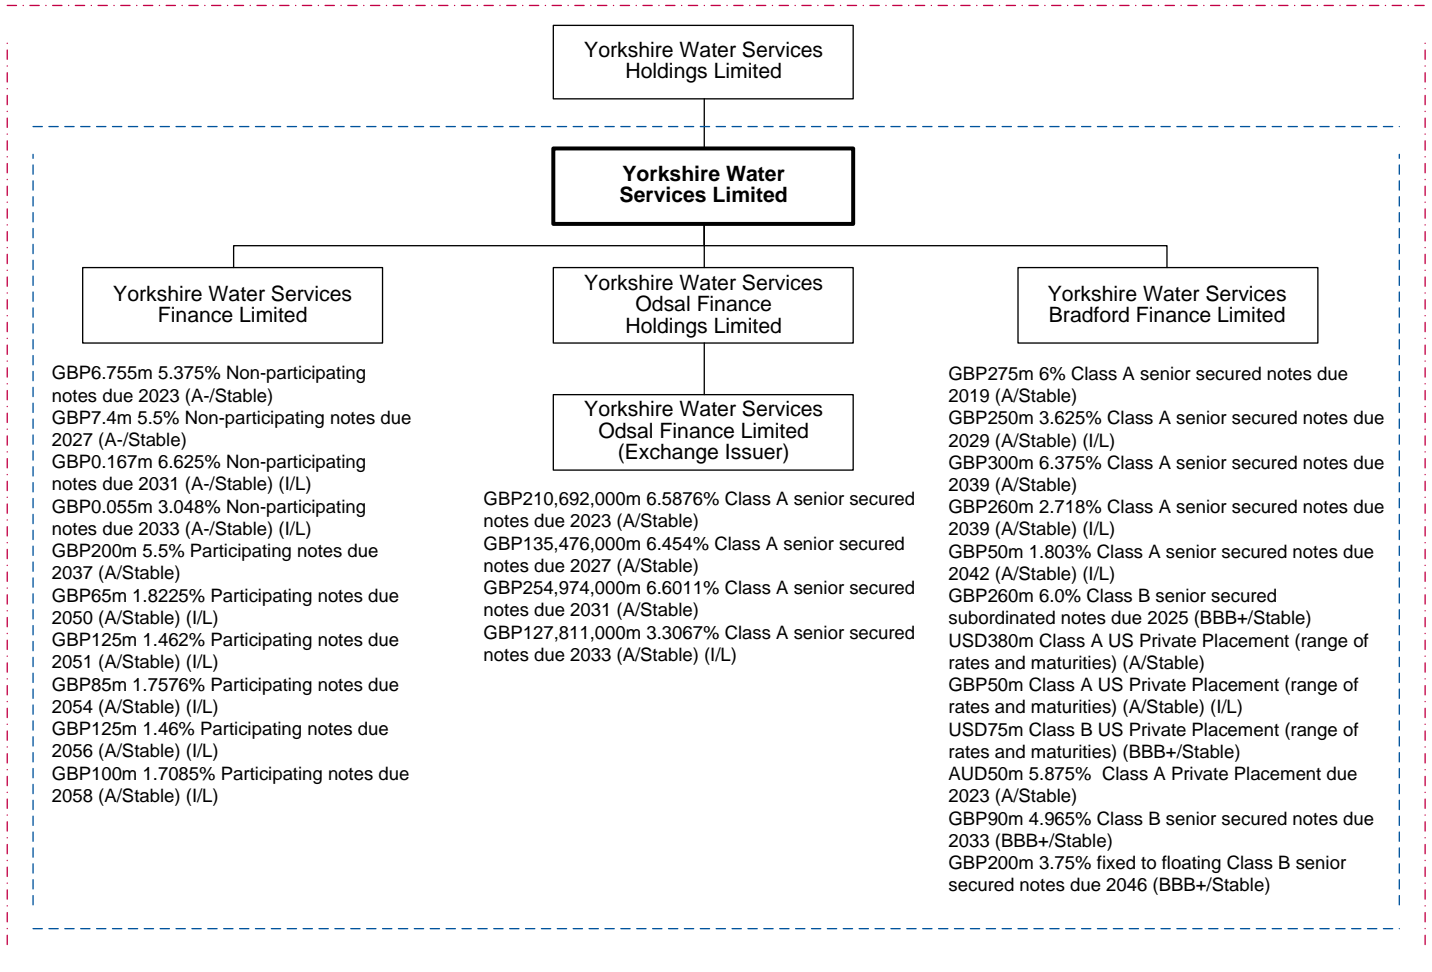 Yorkshire Water Services
Holdings Limited
Yorkshire Water
Services Limited
Yorkshire Water Services
Finance Limited
GBP6.755m 5.375% Non-participating
notes due 2023 (A-/Stable)
GBP7.4m 5.5% Non-participating notes due
2027 (A-/Stable)
GBP0.167m 6.625% Non-participating
notes due 2031 (A-/Stable) (I/L)
GBP0.055m 3.048% Non-participating
notes due 2033 (A-/Stable) (I/L)
GBP200m 5.5% Participating notes due
2037 (A/Stable)
GBP65m 1.8225% Participating notes due
2050 (A/Stable) (I/L)
GBP125m 1.462% Participating notes due
2051 (A/Stable) (I/L)
GBP85m 1.7576% Participating notes due
2054 (A/Stable) (I/L)
GBP125m 1.46% Participating notes due
2056 (A/Stable) (I/L)
GBP100m 1.7085% Participating notes due
2058 (A/Stable) (I/L)
Yorkshire Water Services
Odsal Finance
Holdings Limited
Yorkshire Water Services
Odsal Finance Limited
(Exchange Issuer)
GBP210,692,000m 6.5876% Class A senior secured
notes due 2023 (A/Stable)
GBP135,476,000m 6.454% Class A senior secured
notes due 2027 (A/Stable)
GBP254,974,000m 6.6011% Class A senior secured
notes due 2031 (A/Stable)
GBP127,811,000m 3.3067% Class A senior secured
notes due 2033 (A/Stable) (I/L)
Yorkshire Water Services
Bradford Finance Limited
GBP275m 6% Class A senior secured notes due
2019 (A/Stable)
GBP250m 3.625% Class A senior secured notes due
2029 (A/Stable) (I/L)
GBP300m 6.375% Class A senior secured notes due
2039 (A/Stable)
GBP260m 2.718% Class A senior secured notes due
2039 (A/Stable) (I/L)
GBP50m 1.803% Class A senior secured notes due
2042 (A/Stable) (I/L)
GBP260m 6.0% Class B senior secured
subordinated notes due 2025 (BBB+/Stable)
USD380m Class A US Private Placement (range of
rates and maturities) (A/Stable)
GBP50m Class A US Private Placement (range of
rates and maturities) (A/Stable) (I/L)
USD75m Class B US Private Placement (range of
rates and maturities) (BBB+/Stable)
AUD50m 5.875%  Class A Private Placement due
2023 (A/Stable)
GBP90m 4.965% Class B senior secured notes due
2033 (BBB+/Stable)
GBP200m 3.75% fixed to floating Class B senior
secured notes due 2046 (BBB+/Stable)